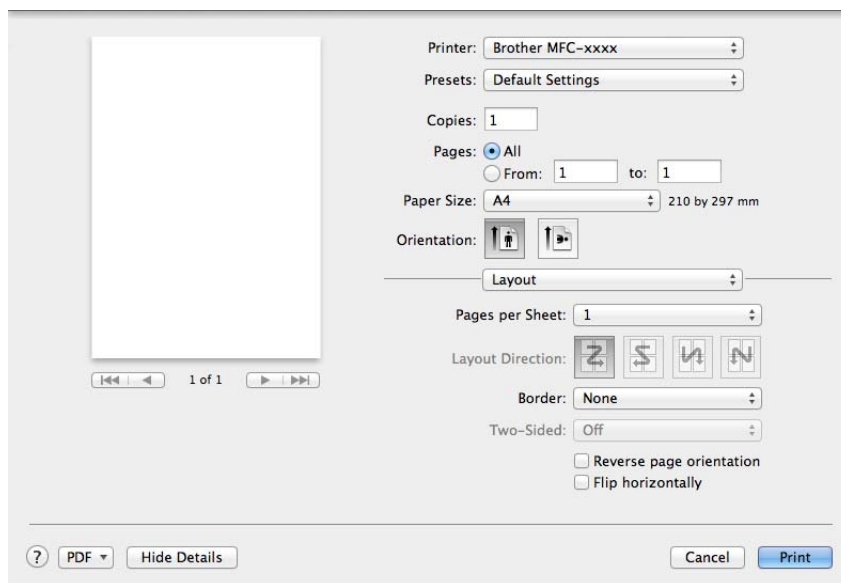 Printer: Brother MFC-xxxx
Presets: Default Settings
Copies: 1
Pages: All
From: 1 to: 1
Paper Size: A4 210 by 297 mm
Orientation:
Layout
Pages per Sheet: 1
Layout Direction:
Border: None
Two-Sided: Off
Reverse page orientation
Flip horizontally
1 of 1
? PDF Hide Details Cancel Print